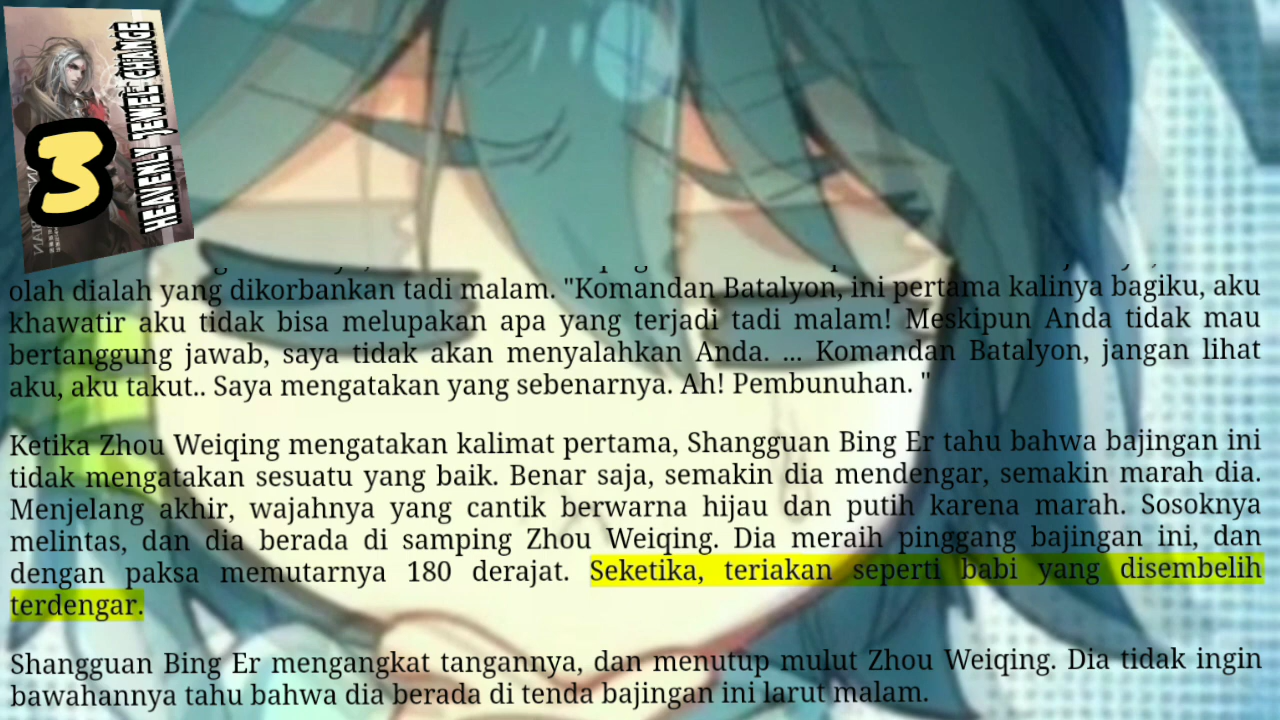 HEAVENLY JEWEL CHANGE
3
olah dialah yang dikorbankan tadi malam. "Komandan Batalyon, ini pertama kalinya bagiku, aku
khawatir aku tidak bisa melupakan apa yang terjadi tadi malam! Meskipun Anda tidak mau
bertanggung jawab, saya tidak akan menyalahkan Anda. ... Komandan Batalyon, jangan lihat
aku, aku takut.. Saya mengatakan yang sebenarnya. Ah! Pembunuhan. "
Ketika Zhou Weiqing mengatakan kalimat pertama, Shangguan Bing Er tahu bahwa bajingan ini
tidak mengatakan sesuatu yang baik. Benar saja, semakin dia mendengar, semakin marah dia.
Menjelang akhir, wajahnya yang cantik berwarna hijau dan putih karena marah. Sosoknya
melintas, dan dia berada di samping Zhou Weiqing. Dia meraih pinggang bajingan ini, dan
dengan paksa memutarnya 180 derajat. Seketika, teriakan seperti babi yang disembelih
terdengar.
Shangguan Bing Er mengangkat tangannya, dan menutup mulut Zhou Weiqing. Dia tidak ingin
bawahannya tahu bahwa dia berada di tenda bajingan ini larut malam.